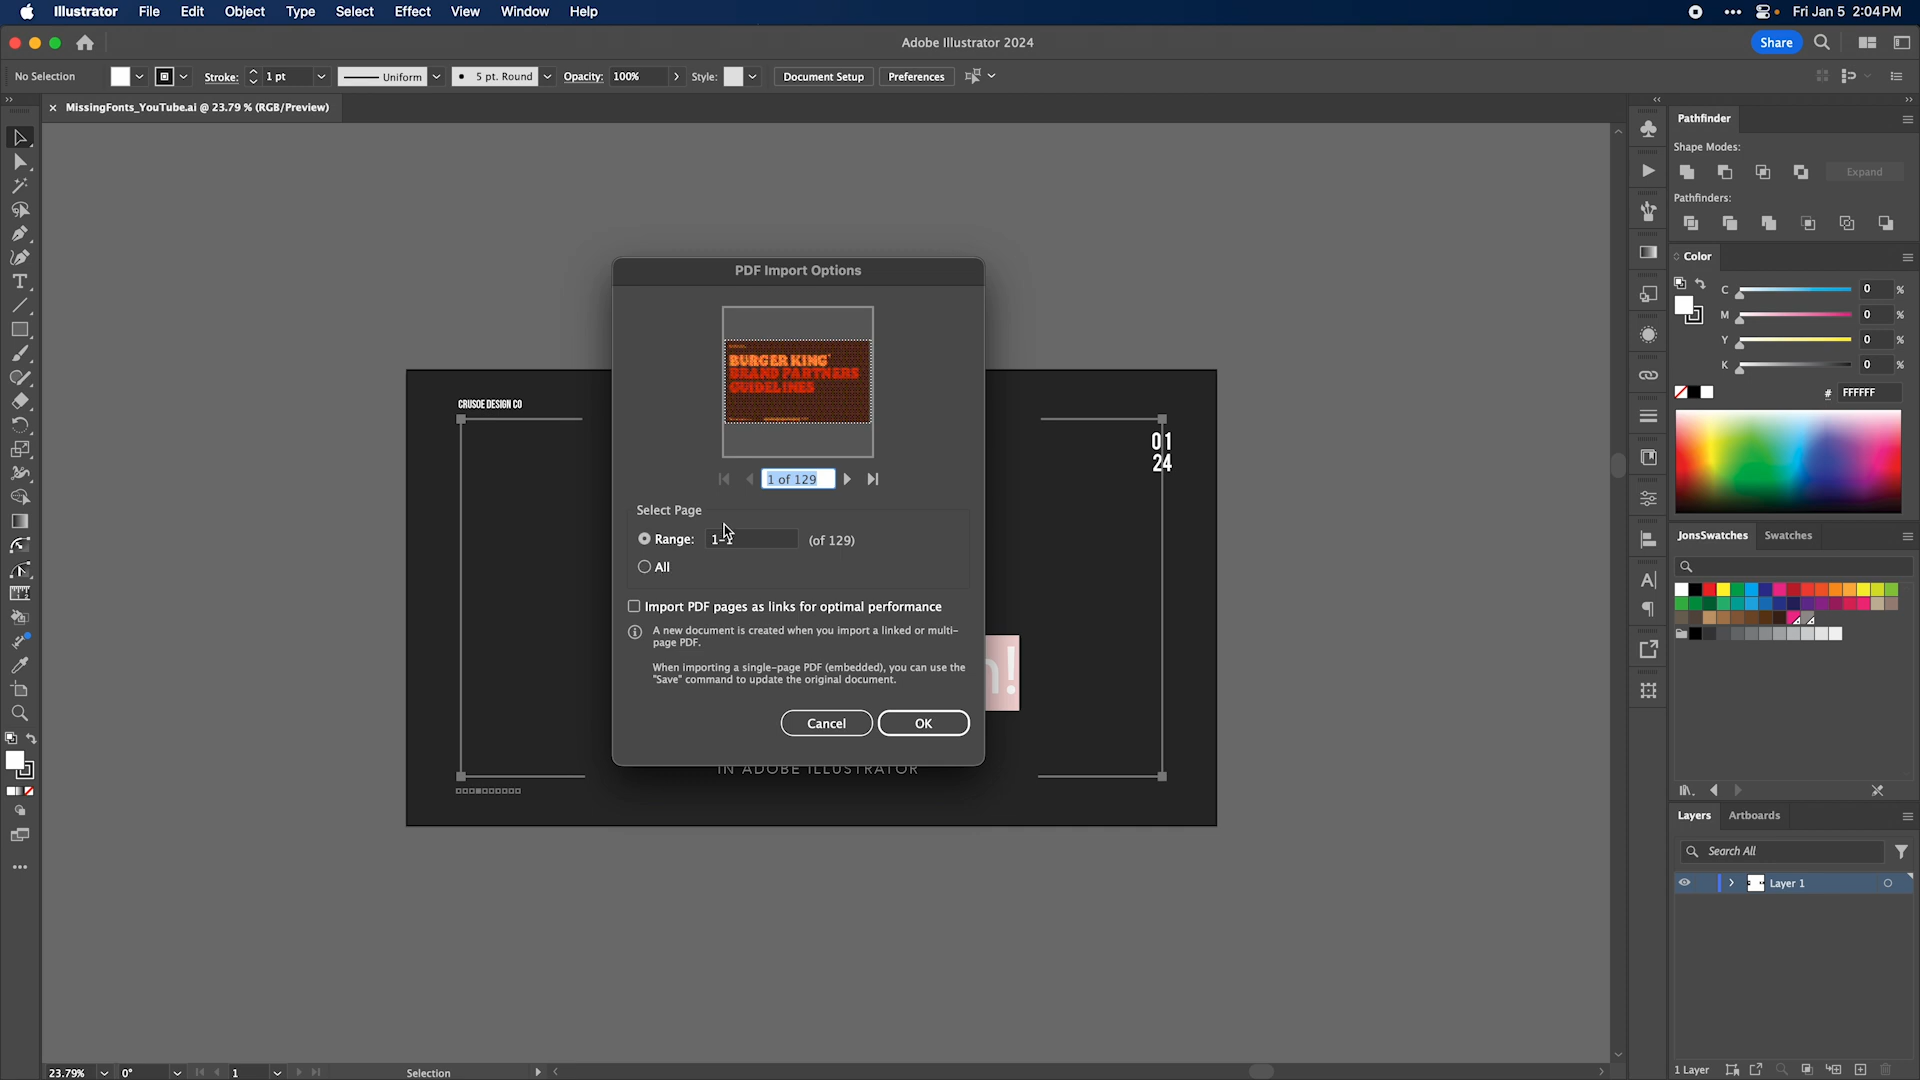 Illustrator File Edit Object Type Select Effect View Window Help
Fri Jan 5 2:04 PM
Adobe Illustrator 2024
Share
No Selection
Stroke: 1 pt
Uniform
5 pt. Round
Opacity: 100%
Style:
Document Setup
Preferences
MissingFonts_YouTube.ai @ 23.79 % (RGB/Preview)
PDF Import Options
BURGER KING
BRAND PARTNERS
GUIDELINES
1 of 129
Select Page
Range: 1-1 (of 129)
All
Import PDF pages as links for optimal performance
A new document is created when you import a linked or multi-
page PDF.
When importing a single-page PDF (embedded), you can use the
"Save" command to update the original document.
Cancel
OK
CRUSOE DESIGN CO
01
24
n!
IN ADOBE ILLUSTRATOR
Pathfinder
Shape Modes:
Expand
Pathfinders:
Color
C 0 %
M 0 %
Y 0 %
K 0 %
# FFFFFF
JonsSwatches Swatches
Layers Artboards
Search All
Layer 1
1 Layer
23.79% 0° 1 Selection